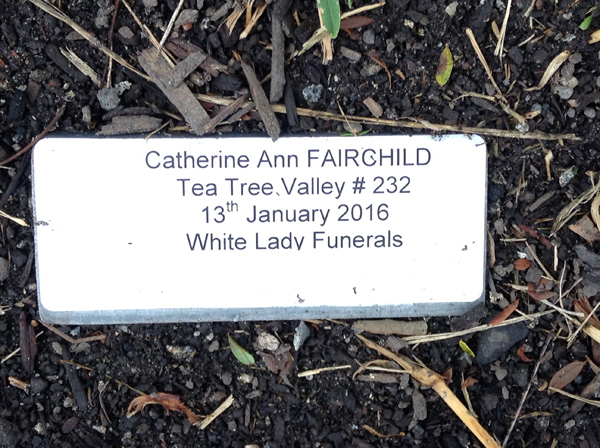 Catherine Ann FAIRCHILD
Tea Tree Valley # 232
13th January 2016
White Lady Funerals